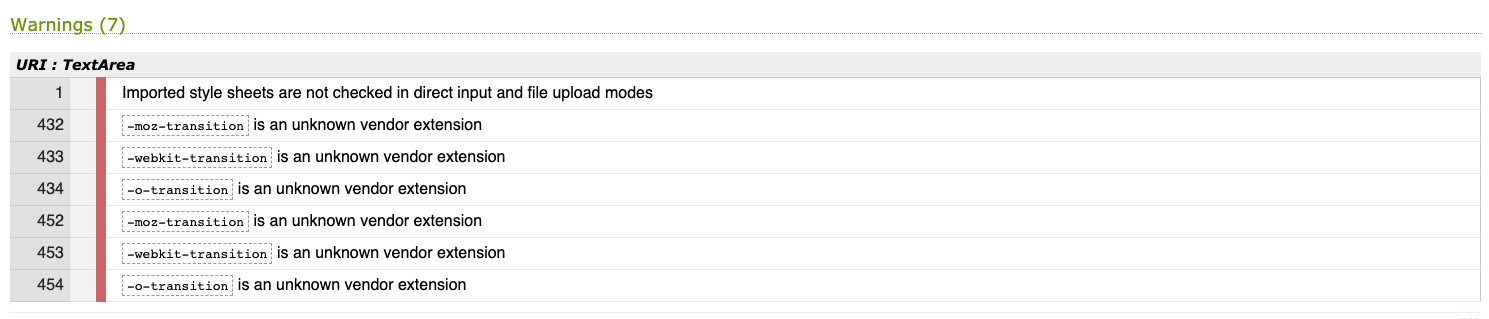 Warnings (7)
URI : TextArea
1 Imported style sheets are not checked in direct input and file upload modes
432 -moz-transition is an unknown vendor extension
433 -webkit-transition is an unknown vendor extension
434 -o-transition is an unknown vendor extension
452 -moz-transition is an unknown vendor extension
453 -webkit-transition is an unknown vendor extension
454 -o-transition is an unknown vendor extension